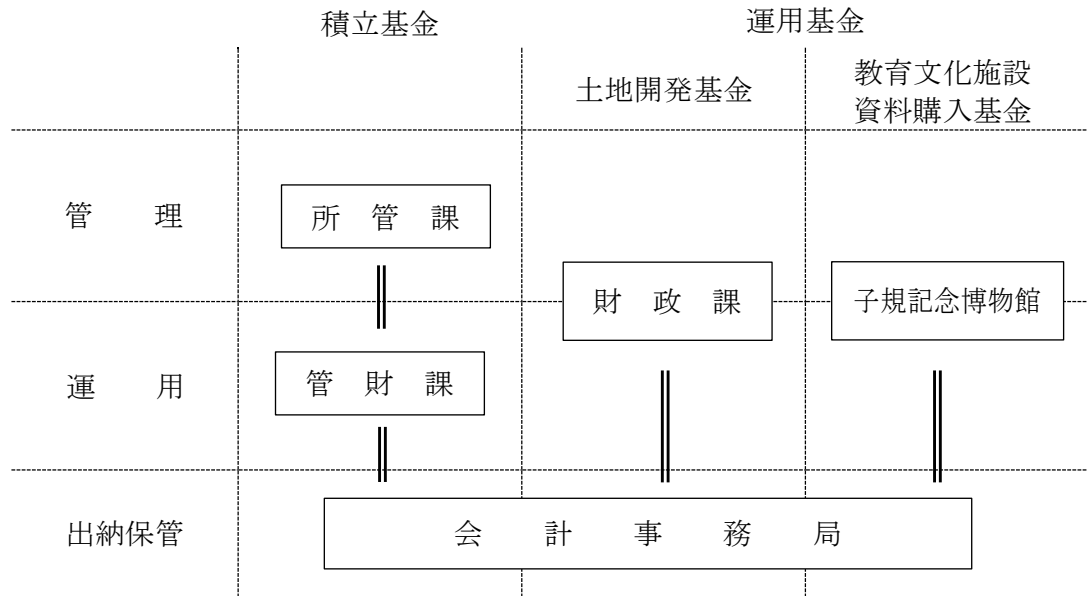 積立基金
運用基金
土地開発基金
教育文化施設
資料購入基金
管 理
所 管 課
財 政 課
子規記念博物館
運 用
管 財 課
出納保管
会 計 事 務 局